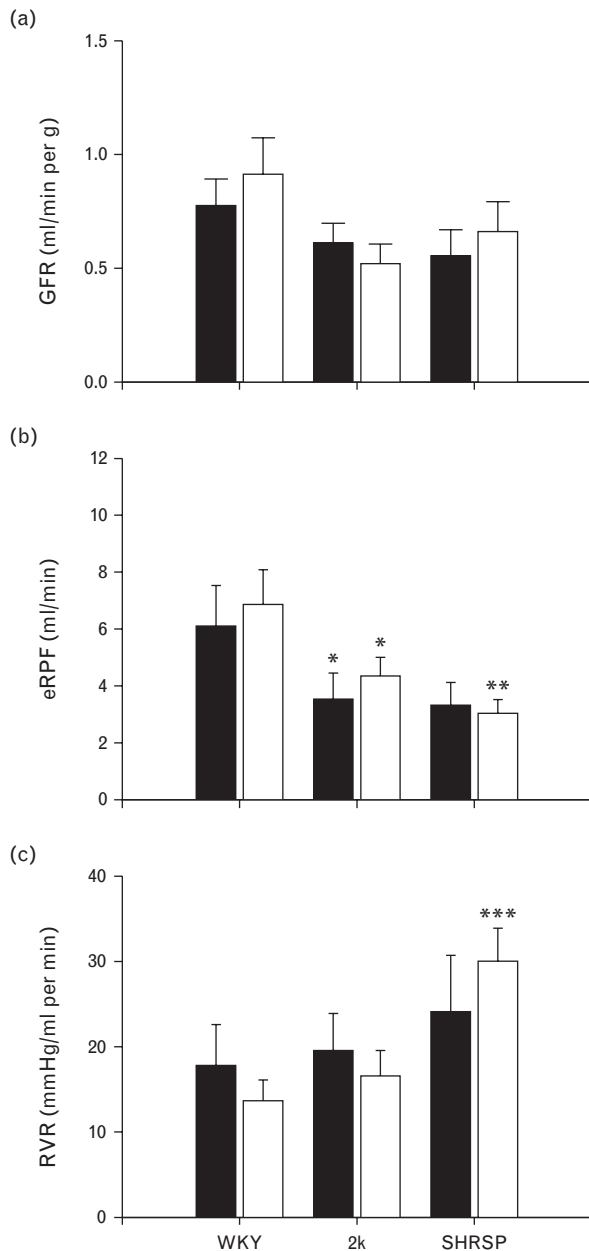 (a)
1.5
1.0
0.5
0.0
GFR (ml/min per g)
(b)
12
10
8
6
4
2
0
eRPF (ml/min)
*
*
**
(c)
40
30
20
10
0
RVR (mmHg/ml per min)
***
WKY 2k SHRSP